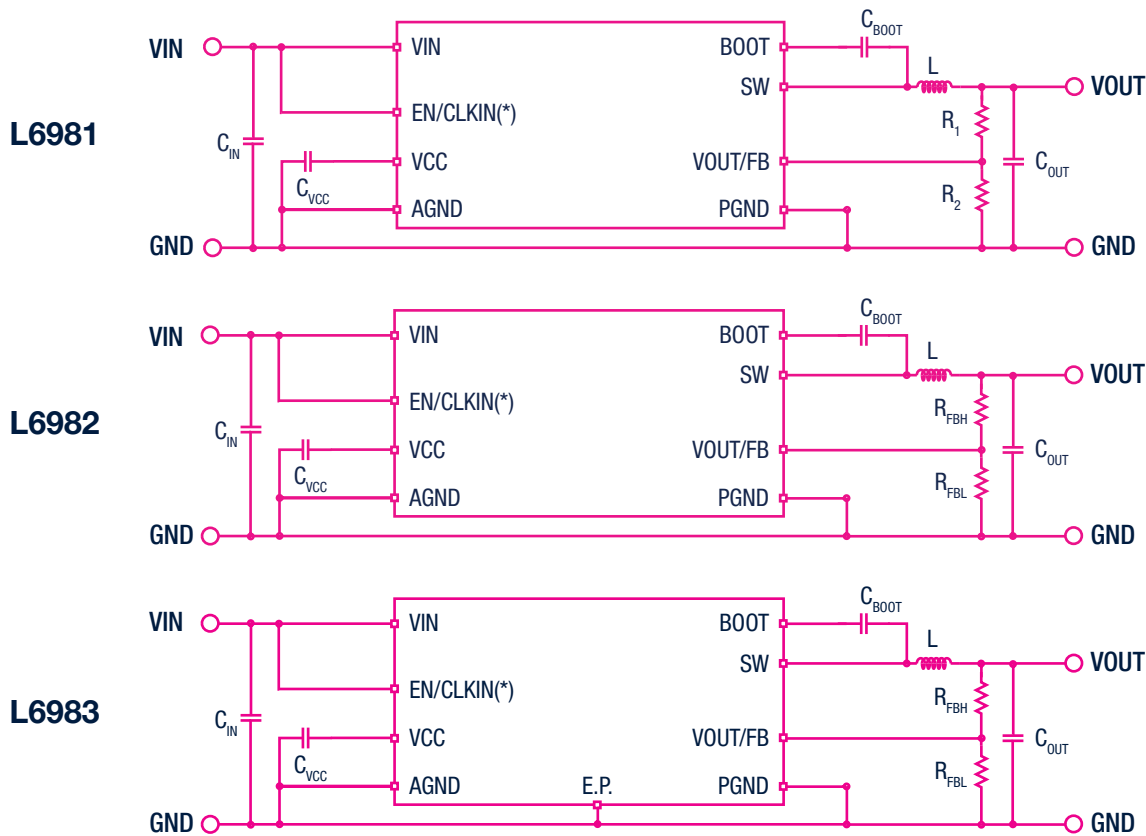 L6981
VIN
GND
C_IN
C_VCC
VIN
EN/CLKIN(*)
VCC
AGND
BOOT
SW
VOUT/FB
PGND
C_BOOT
L
R_1
R_2
C_OUT
VOUT
GND
L6982
VIN
GND
C_IN
C_VCC
VIN
EN/CLKIN(*)
VCC
AGND
BOOT
SW
VOUT/FB
PGND
C_BOOT
L
R_FBH
R_FBL
C_OUT
VOUT
GND
L6983
VIN
GND
C_IN
C_VCC
VIN
EN/CLKIN(*)
VCC
AGND
E.P.
BOOT
SW
VOUT/FB
PGND
C_BOOT
L
R_FBH
R_FBL
C_OUT
VOUT
GND